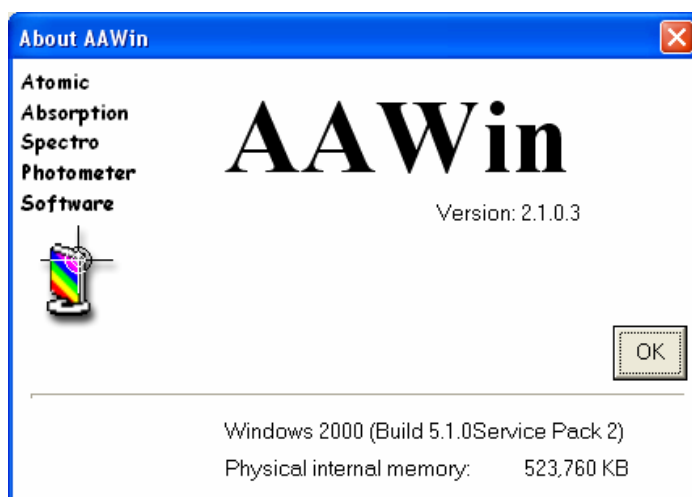 About AAWin
Atomic
Absorption
Spectro
Photometer
Software
AAWin
Version: 2.1.0.3
OK
Windows 2000 (Build 5.1.0Service Pack 2)
Physical internal memory: 523,760 KB